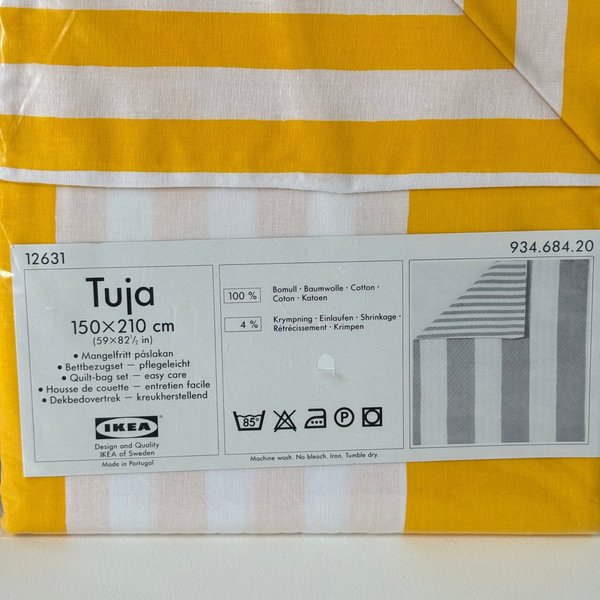 12631
934.684.20
Tuja
150×210 cm
(59×82½ in)
• Mangelfritt påslakan
• Bettbezugset — pflegeleicht
• Quilt-bag set — easy care
• Housse de couette — entretien facile
• Dekbedovertrek — kreukherstellend
IKEA
Design and Quality
IKEA of Sweden
Made in Portugal
100 %
Bomull · Baumwolle · Cotton ·
Coton · Katoen
4 %
Krympning · Einlaufen · Shrinkage ·
Rétrécissement · Krimpen
85°
P
Machine wash. No bleach. Iron. Tumble dry.